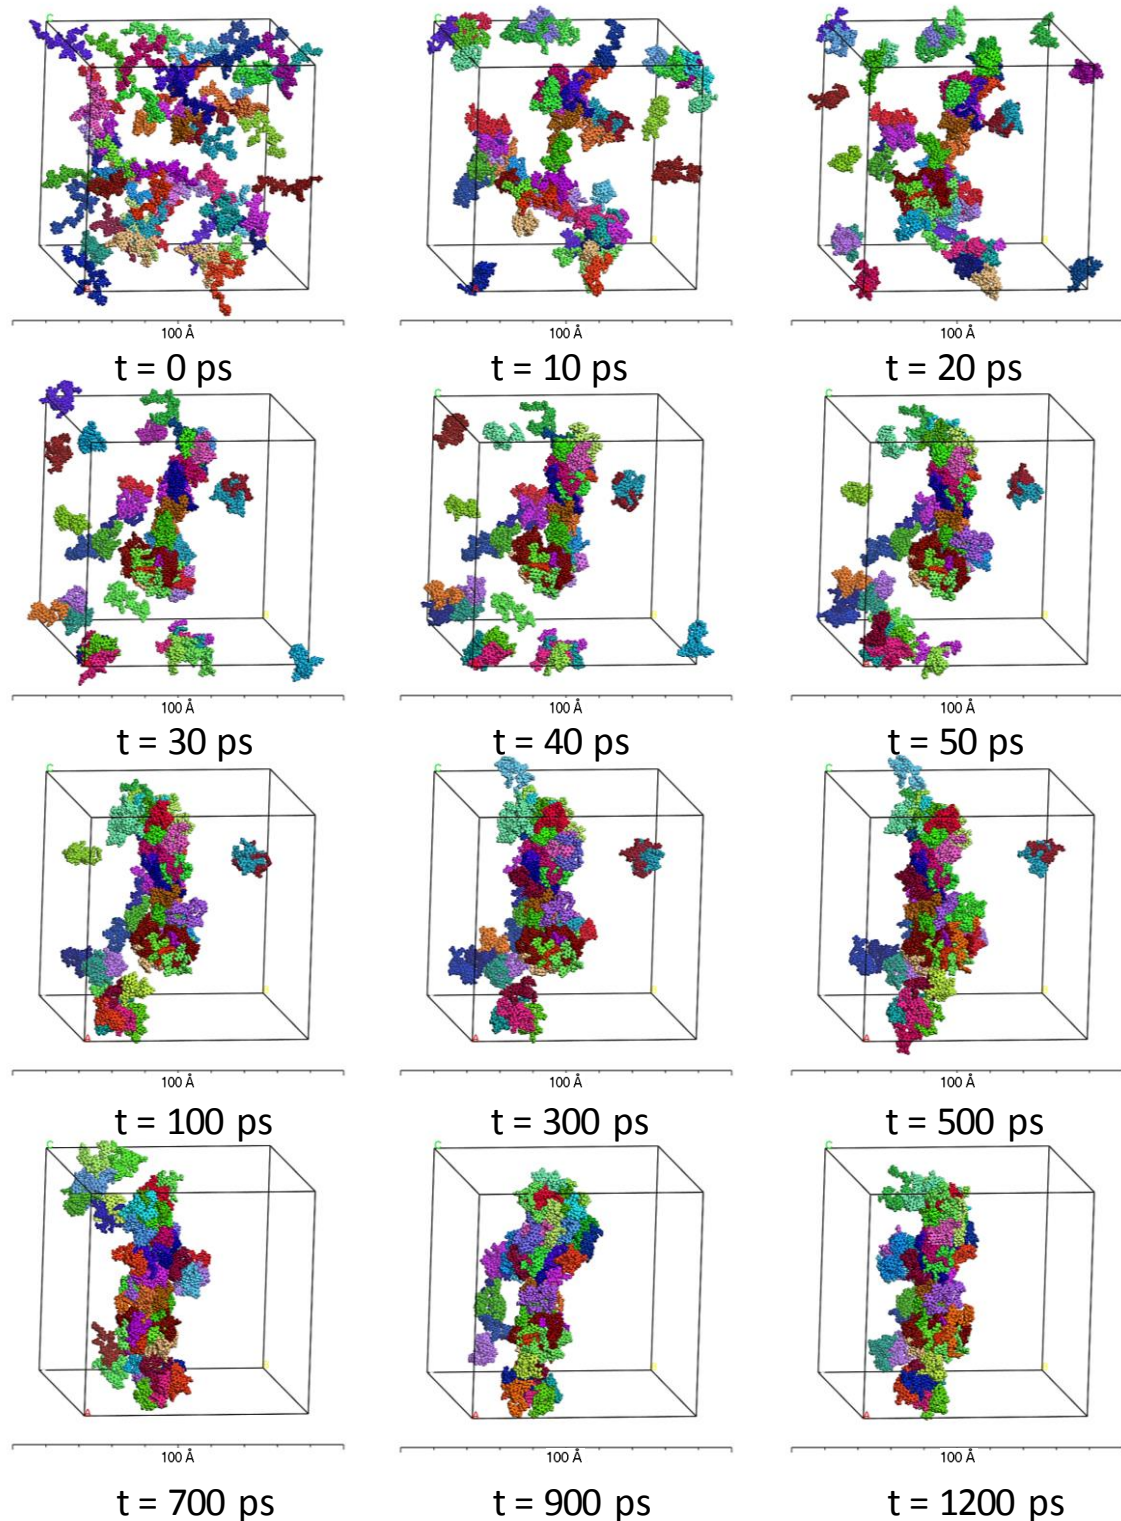 C
100 Å
100 Å
100 Å
t = 0 ps
t = 10 ps
t = 20 ps
100 Å
100 Å
100 Å
t = 30 ps
t = 40 ps
t = 50 ps
100 Å
100 Å
100 Å
t = 100 ps
t = 300 ps
t = 500 ps
100 Å
100 Å
100 Å
t = 700 ps
t = 900 ps
t = 1200 ps